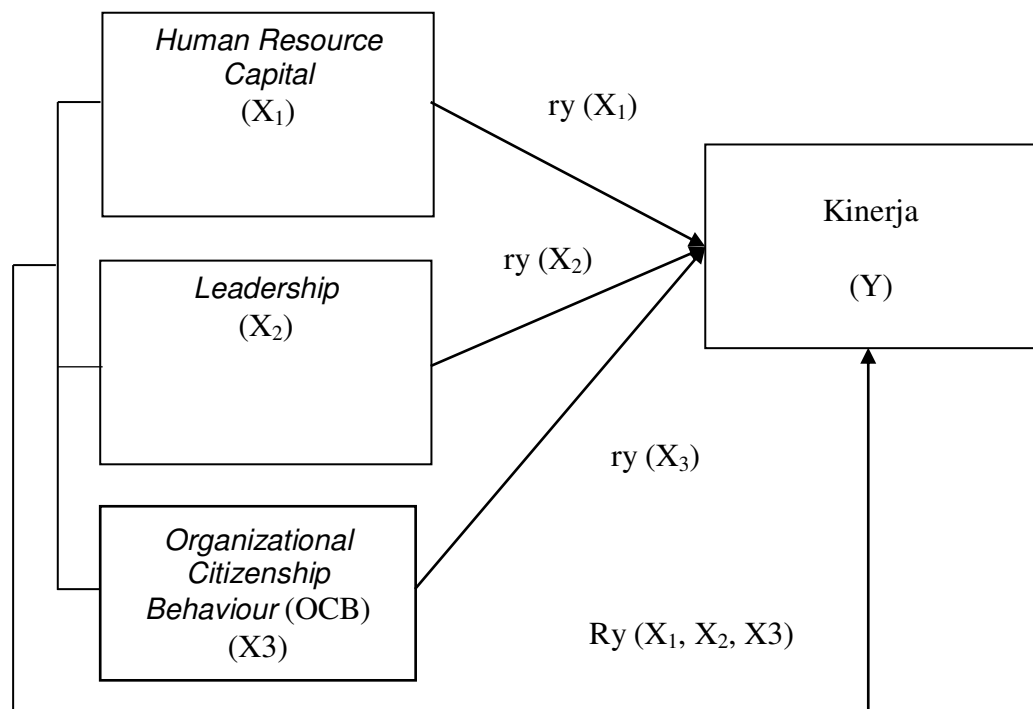 Human Resource
Capital
(X₁)
ry (X₁)
Kinerja
(Y)
ry (X₂)
Leadership
(X₂)
ry (X₃)
Organizational
Citizenship
Behaviour (OCB)
(X3)
Ry (X₁, X₂, X3)